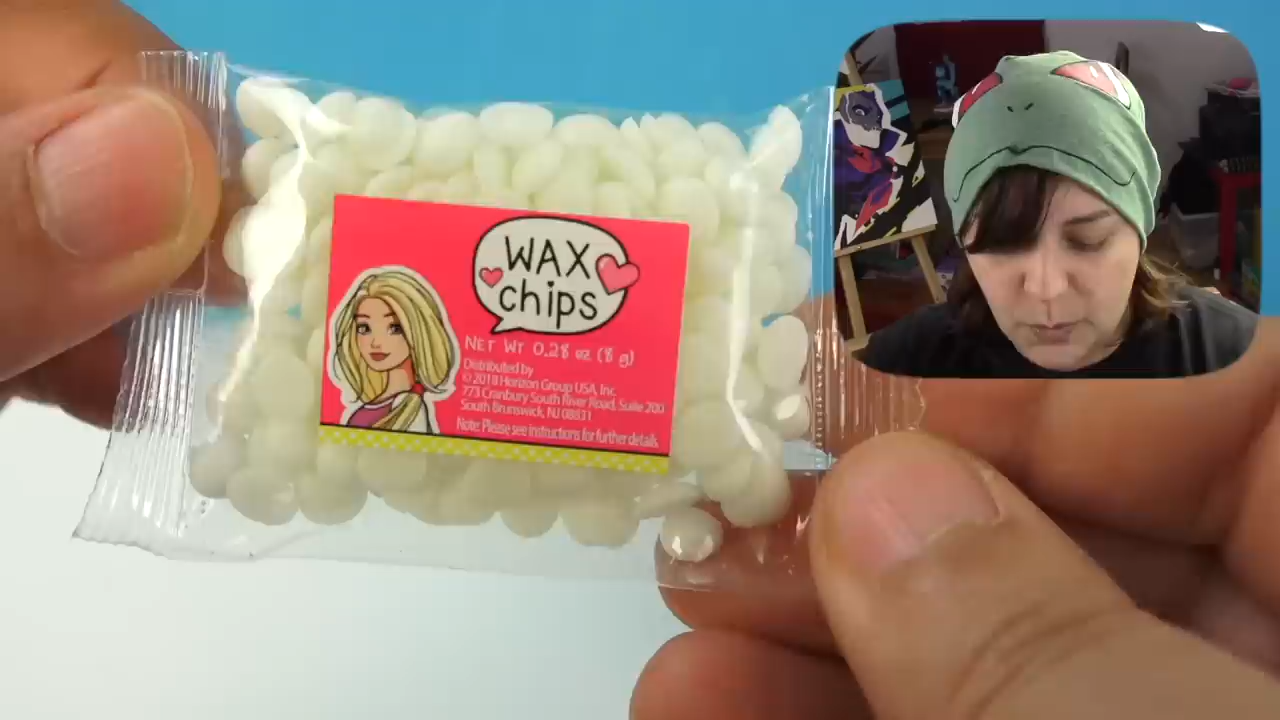 WAX
chips
NET WT 0.28 oz (8 g)
Distributed by
© 2018 Horizon Group USA, Inc.
773 Cranbury South River Road, Suite 200
South Brunswick, NJ 08831
Note: Please see instructions for further details.